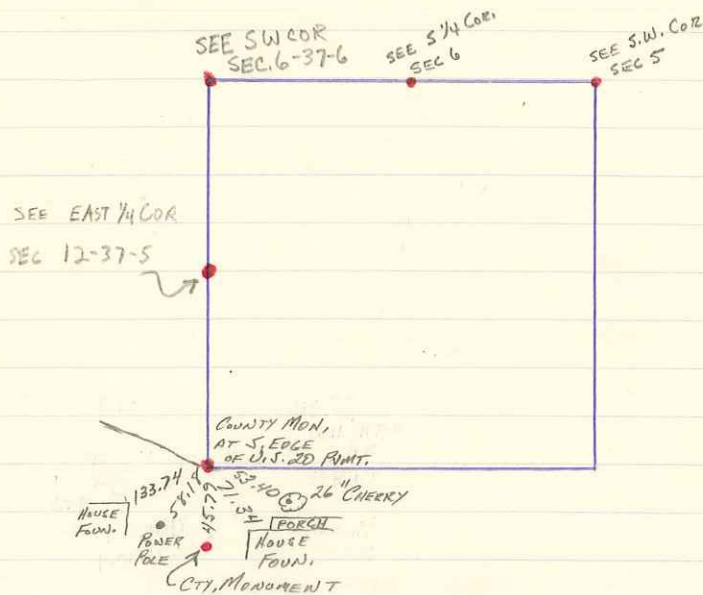 SEE SW COR
SEC. 6-37-6
SEE S 1/4 COR.
SEC 6
SEE S.W. COR
SEC 5
SEE EAST 1/4 COR
SEC 12-37-5
COUNTY MON,
AT S. EDGE
OF U.S. 20 PVMT.
133.74
58.18
45.79
21.34
53.40
26" CHERRY
HOUSE
FOUN.
POWER
POLE
PORCH
HOUSE
FOUN.
CTY, MONUMENT